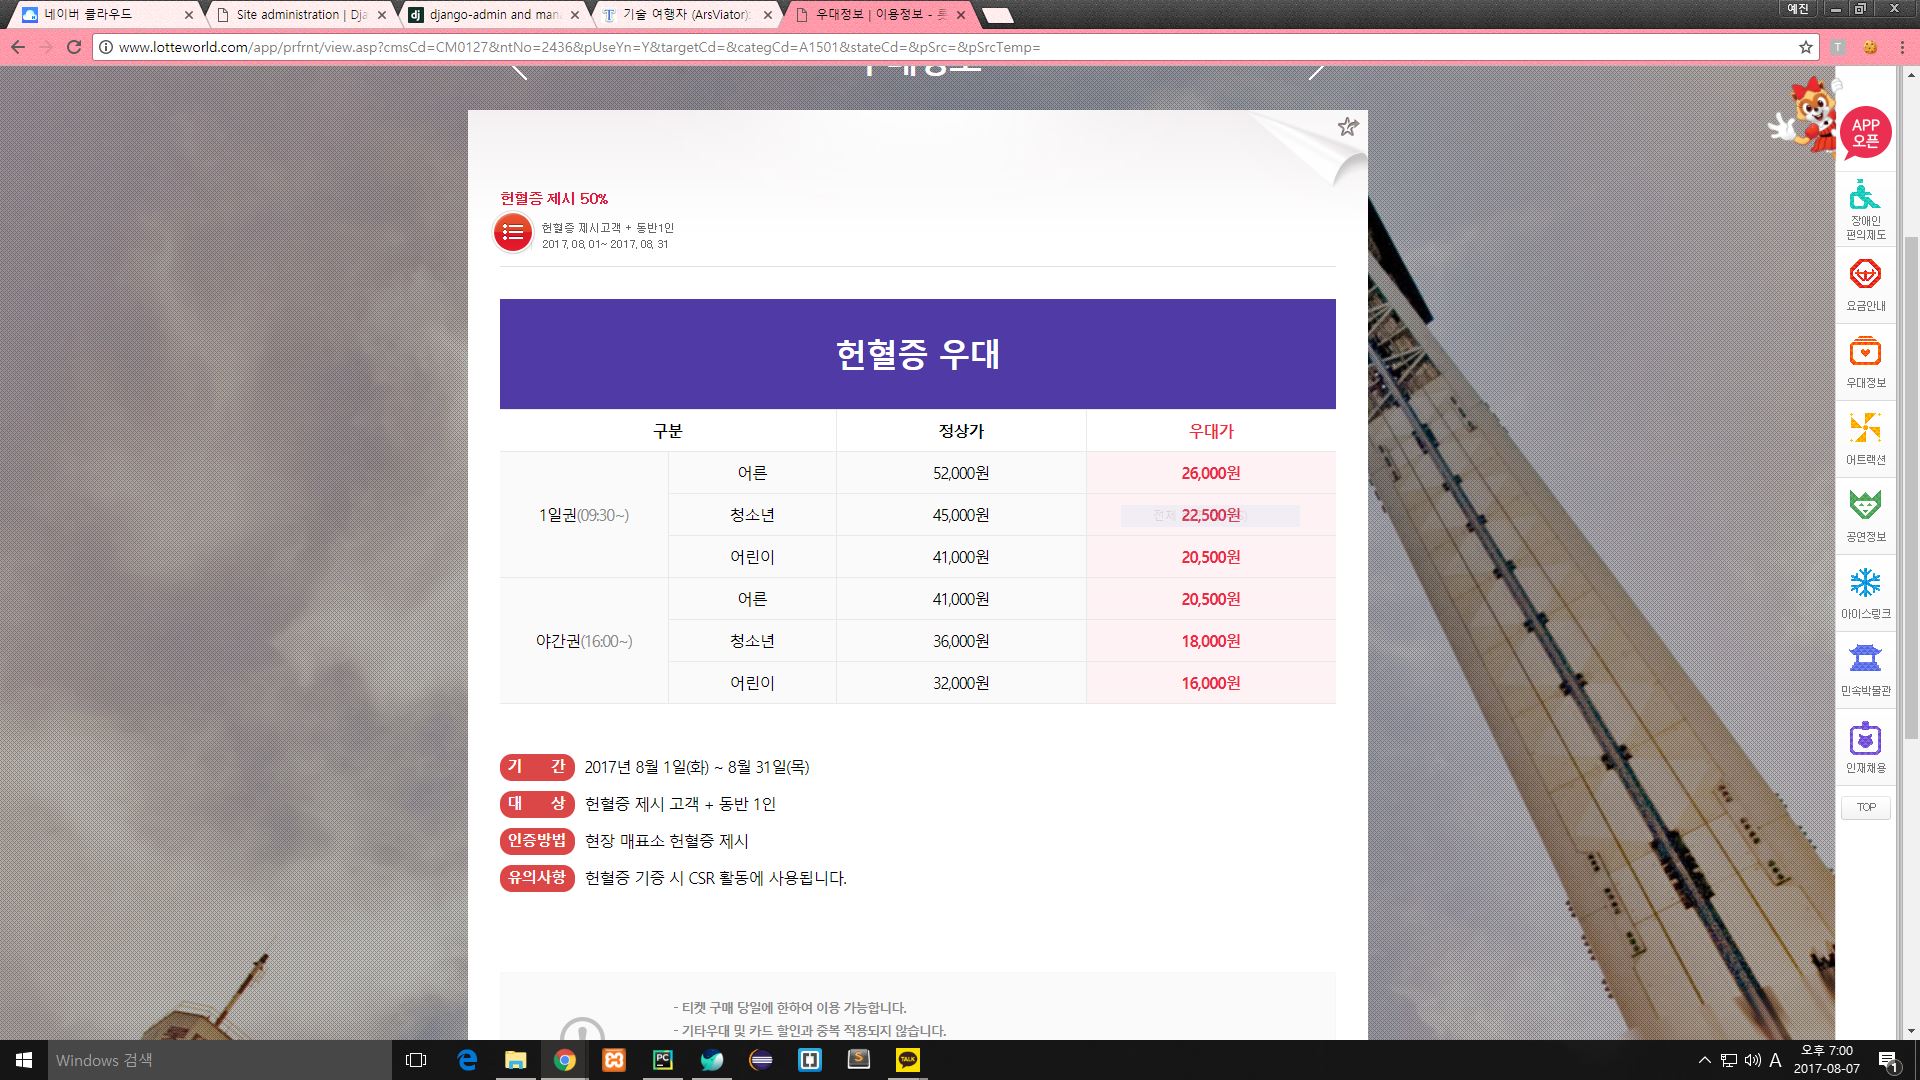 네이버 클라우드
Site administration | Dja
django-admin and man
기술 여행자 (ArsViator):
우대정보 | 이용정보 - 롯
예진
www.lotteworld.com/app/prfrnt/view.asp?cmsCd=CM0127&ntNo=2436&pUseYn=Y&targetCd=&categCd=A1501&stateCd=&pSrc=&pSrcTemp=
우대정보
헌혈증 제시 50%
헌혈증 제시고객 + 동반1인
2017. 08. 01~ 2017. 08. 31
헌혈증 우대
구분 정상가 우대가
1일권(09:30~)
어른 52,000원 26,000원
청소년 45,000원 22,500원
어린이 41,000원 20,500원
야간권(16:00~)
어른 41,000원 20,500원
청소년 36,000원 18,000원
어린이 32,000원 16,000원
기 간 2017년 8월 1일(화) ~ 8월 31일(목)
대 상 헌혈증 제시 고객 + 동반 1인
인증방법 현장 매표소 헌혈증 제시
유의사항 헌혈증 기증 시 CSR 활동에 사용됩니다.
- 티켓 구매 당일에 한하여 이용 가능합니다.
- 기타우대 및 카드 할인과 중복 적용되지 않습니다.
APP
오픈
장애인
편의제도
요금안내
우대정보
어트랙션
공연정보
아이스링크
민속박물관
인재채용
TOP
Windows 검색
PC
S
TALK
A
오후 7:00
2017-08-07
1